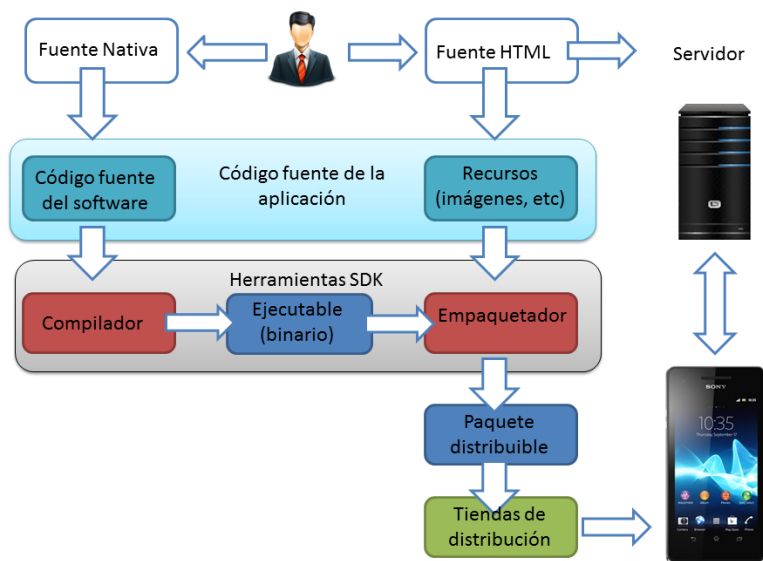 Fuente Nativa
Fuente HTML
Servidor
Código fuente
del software
Código fuente de la
aplicación
Recursos
(imágenes, etc)
Herramientas SDK
Compilador
Ejecutable
(binario)
Empaquetador
Paquete
distribuible
Tiendas de
distribución
SONY
10:35